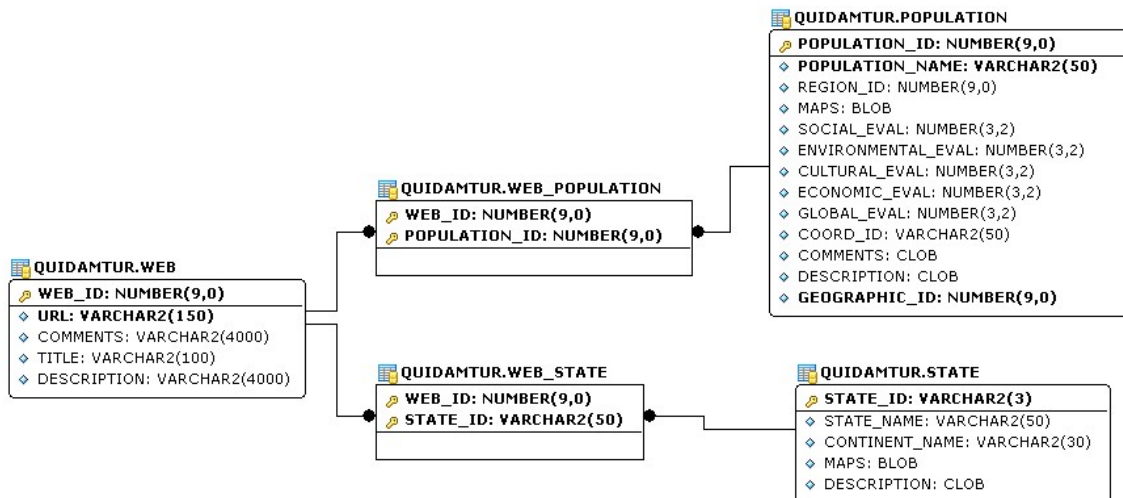 QUIDAMTUR.POPULATION
POPULATION_ID: NUMBER(9,0)
POPULATION_NAME: VARCHAR2(50)
REGION_ID: NUMBER(9,0)
MAPS: BLOB
SOCIAL_EVAL: NUMBER(3,2)
ENVIRONMENTAL_EVAL: NUMBER(3,2)
CULTURAL_EVAL: NUMBER(3,2)
ECONOMIC_EVAL: NUMBER(3,2)
GLOBAL_EVAL: NUMBER(3,2)
COORD_ID: VARCHAR2(50)
COMMENTS: CLOB
DESCRIPTION: CLOB
GEOGRAPHIC_ID: NUMBER(9,0)
QUIDAMTUR.WEB_POPULATION
WEB_ID: NUMBER(9,0)
POPULATION_ID: NUMBER(9,0)
QUIDAMTUR.WEB
WEB_ID: NUMBER(9,0)
URL: VARCHAR2(150)
COMMENTS: VARCHAR2(4000)
TITLE: VARCHAR2(100)
DESCRIPTION: VARCHAR2(4000)
QUIDAMTUR.WEB_STATE
WEB_ID: NUMBER(9,0)
STATE_ID: VARCHAR2(50)
QUIDAMTUR.STATE
STATE_ID: VARCHAR2(3)
STATE_NAME: VARCHAR2(50)
CONTINENT_NAME: VARCHAR2(30)
MAPS: BLOB
DESCRIPTION: CLOB